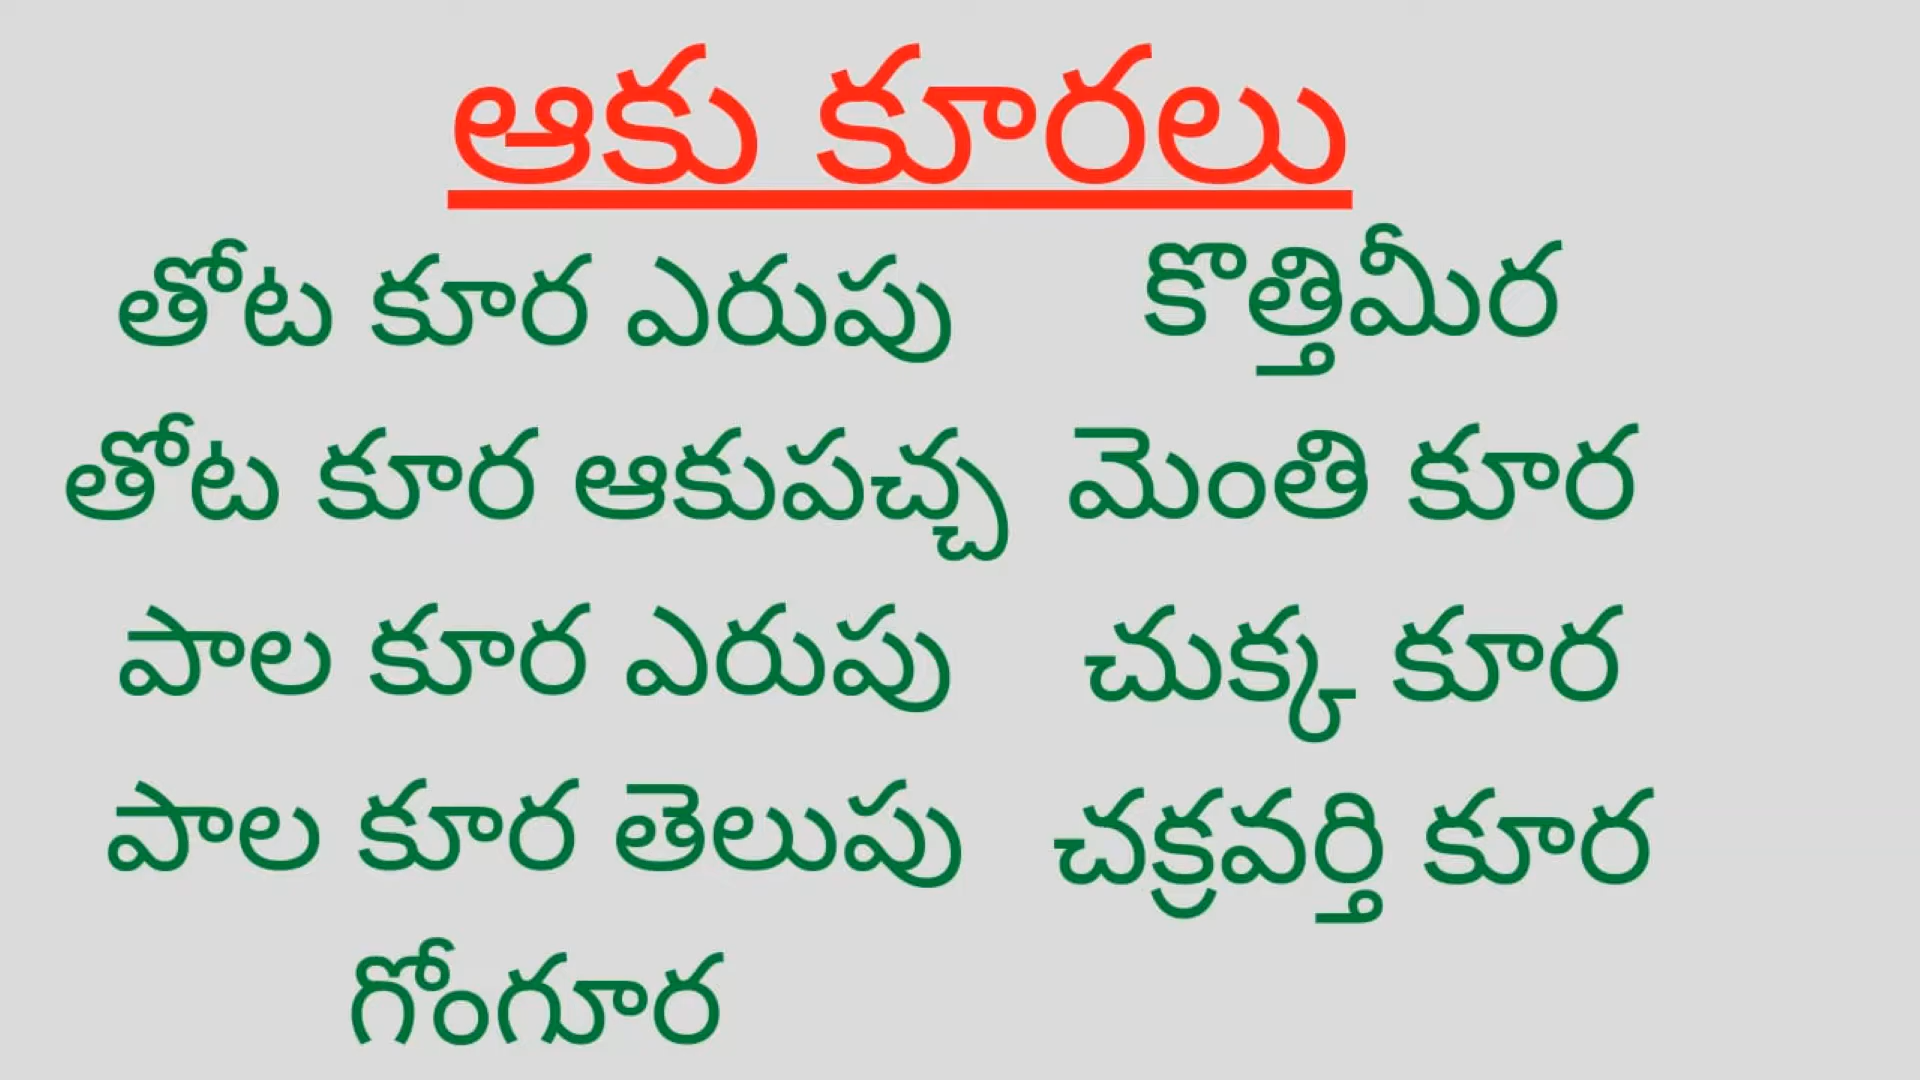 ఆకు కూరలు
తోట కూర ఎరుపు
తోట కూర ఆకుపచ్చ
పాల కూర ఎరుపు
పాల కూర తెలుపు
గోంగూర
కొత్తిమీర
మెంతి కూర
చుక్క కూర
చక్రవర్తి కూర